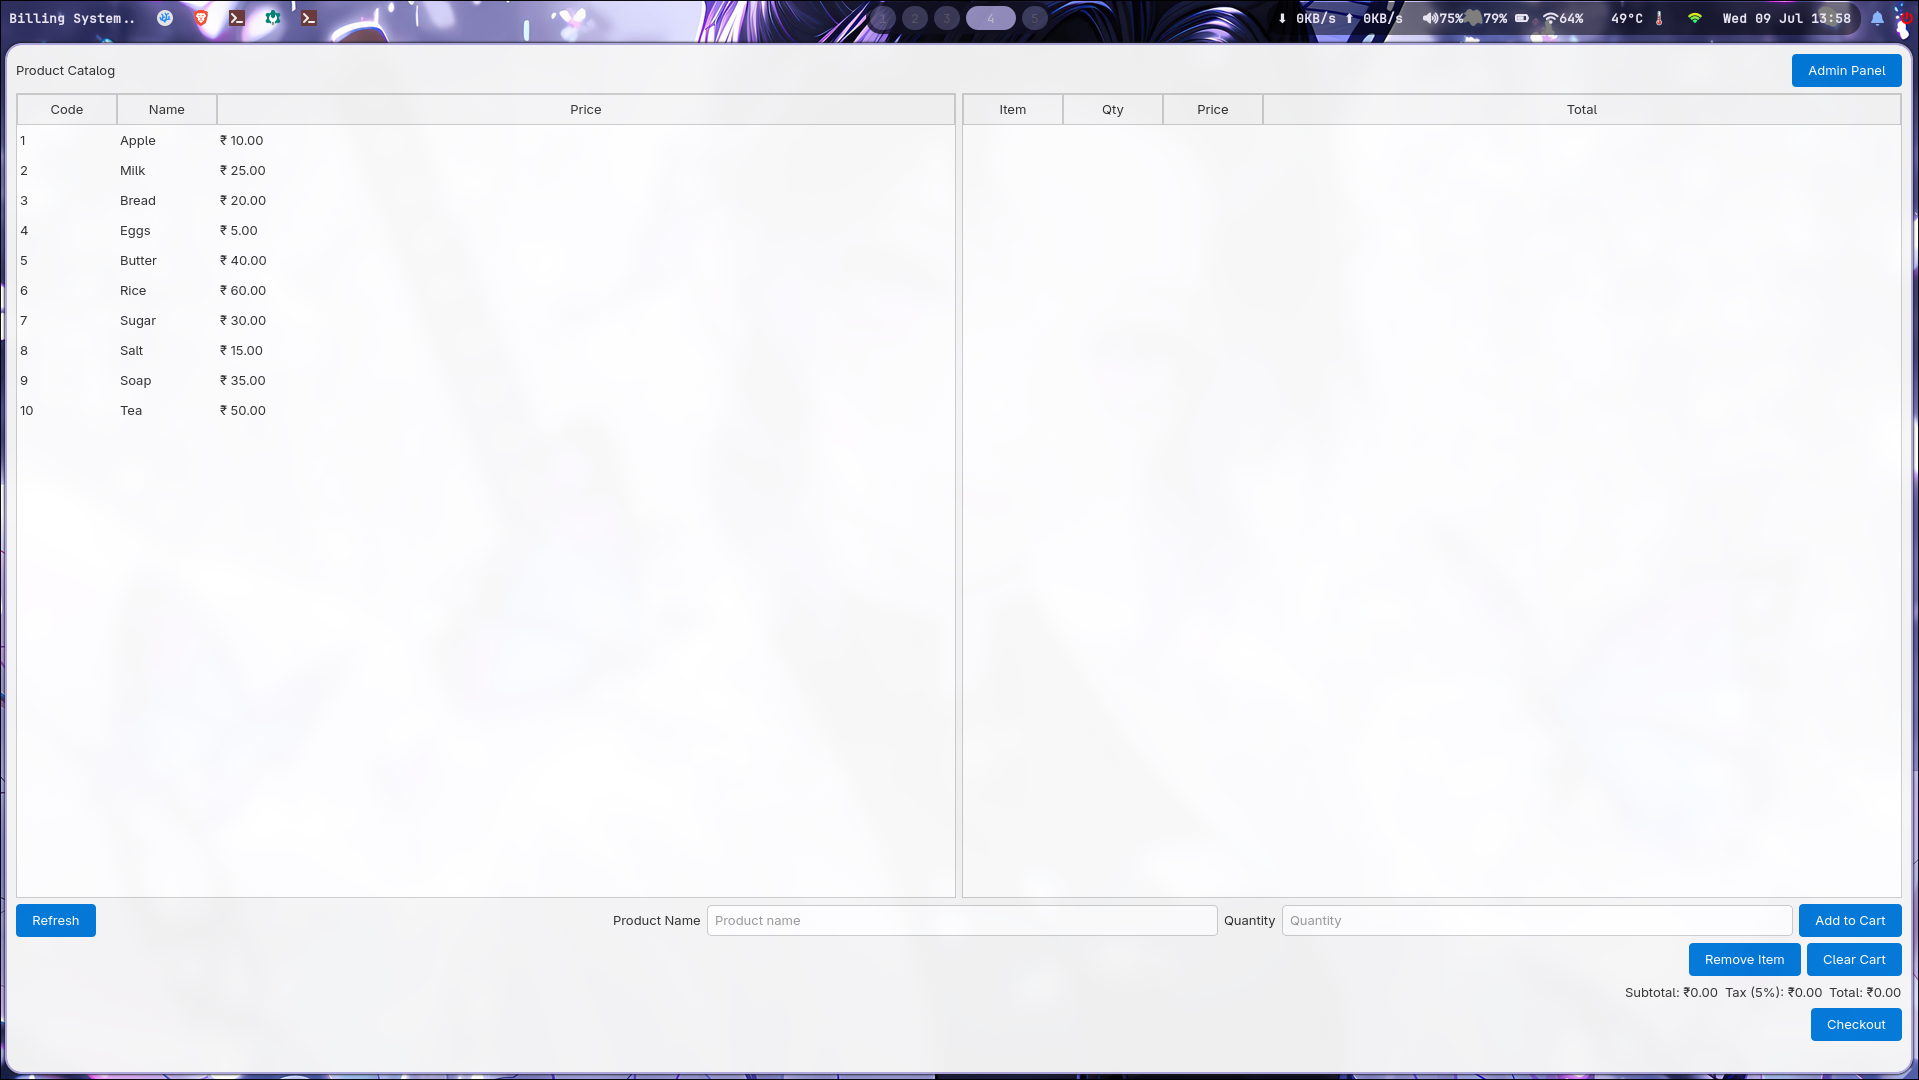 Billing System..
1 2 3 4 5
⬇ 0KB/s ⬆ 0KB/s 75% 79% 64% 49°C Wed 09 Jul 13:58
Product Catalog
Admin Panel
Code Name Price
1 Apple ₹ 10.00
2 Milk ₹ 25.00
3 Bread ₹ 20.00
4 Eggs ₹ 5.00
5 Butter ₹ 40.00
6 Rice ₹ 60.00
7 Sugar ₹ 30.00
8 Salt ₹ 15.00
9 Soap ₹ 35.00
10 Tea ₹ 50.00
Item Qty Price Total
Refresh
Product Name Product name Quantity Quantity Add to Cart
Remove Item Clear Cart
Subtotal: ₹0.00 Tax (5%): ₹0.00 Total: ₹0.00
Checkout